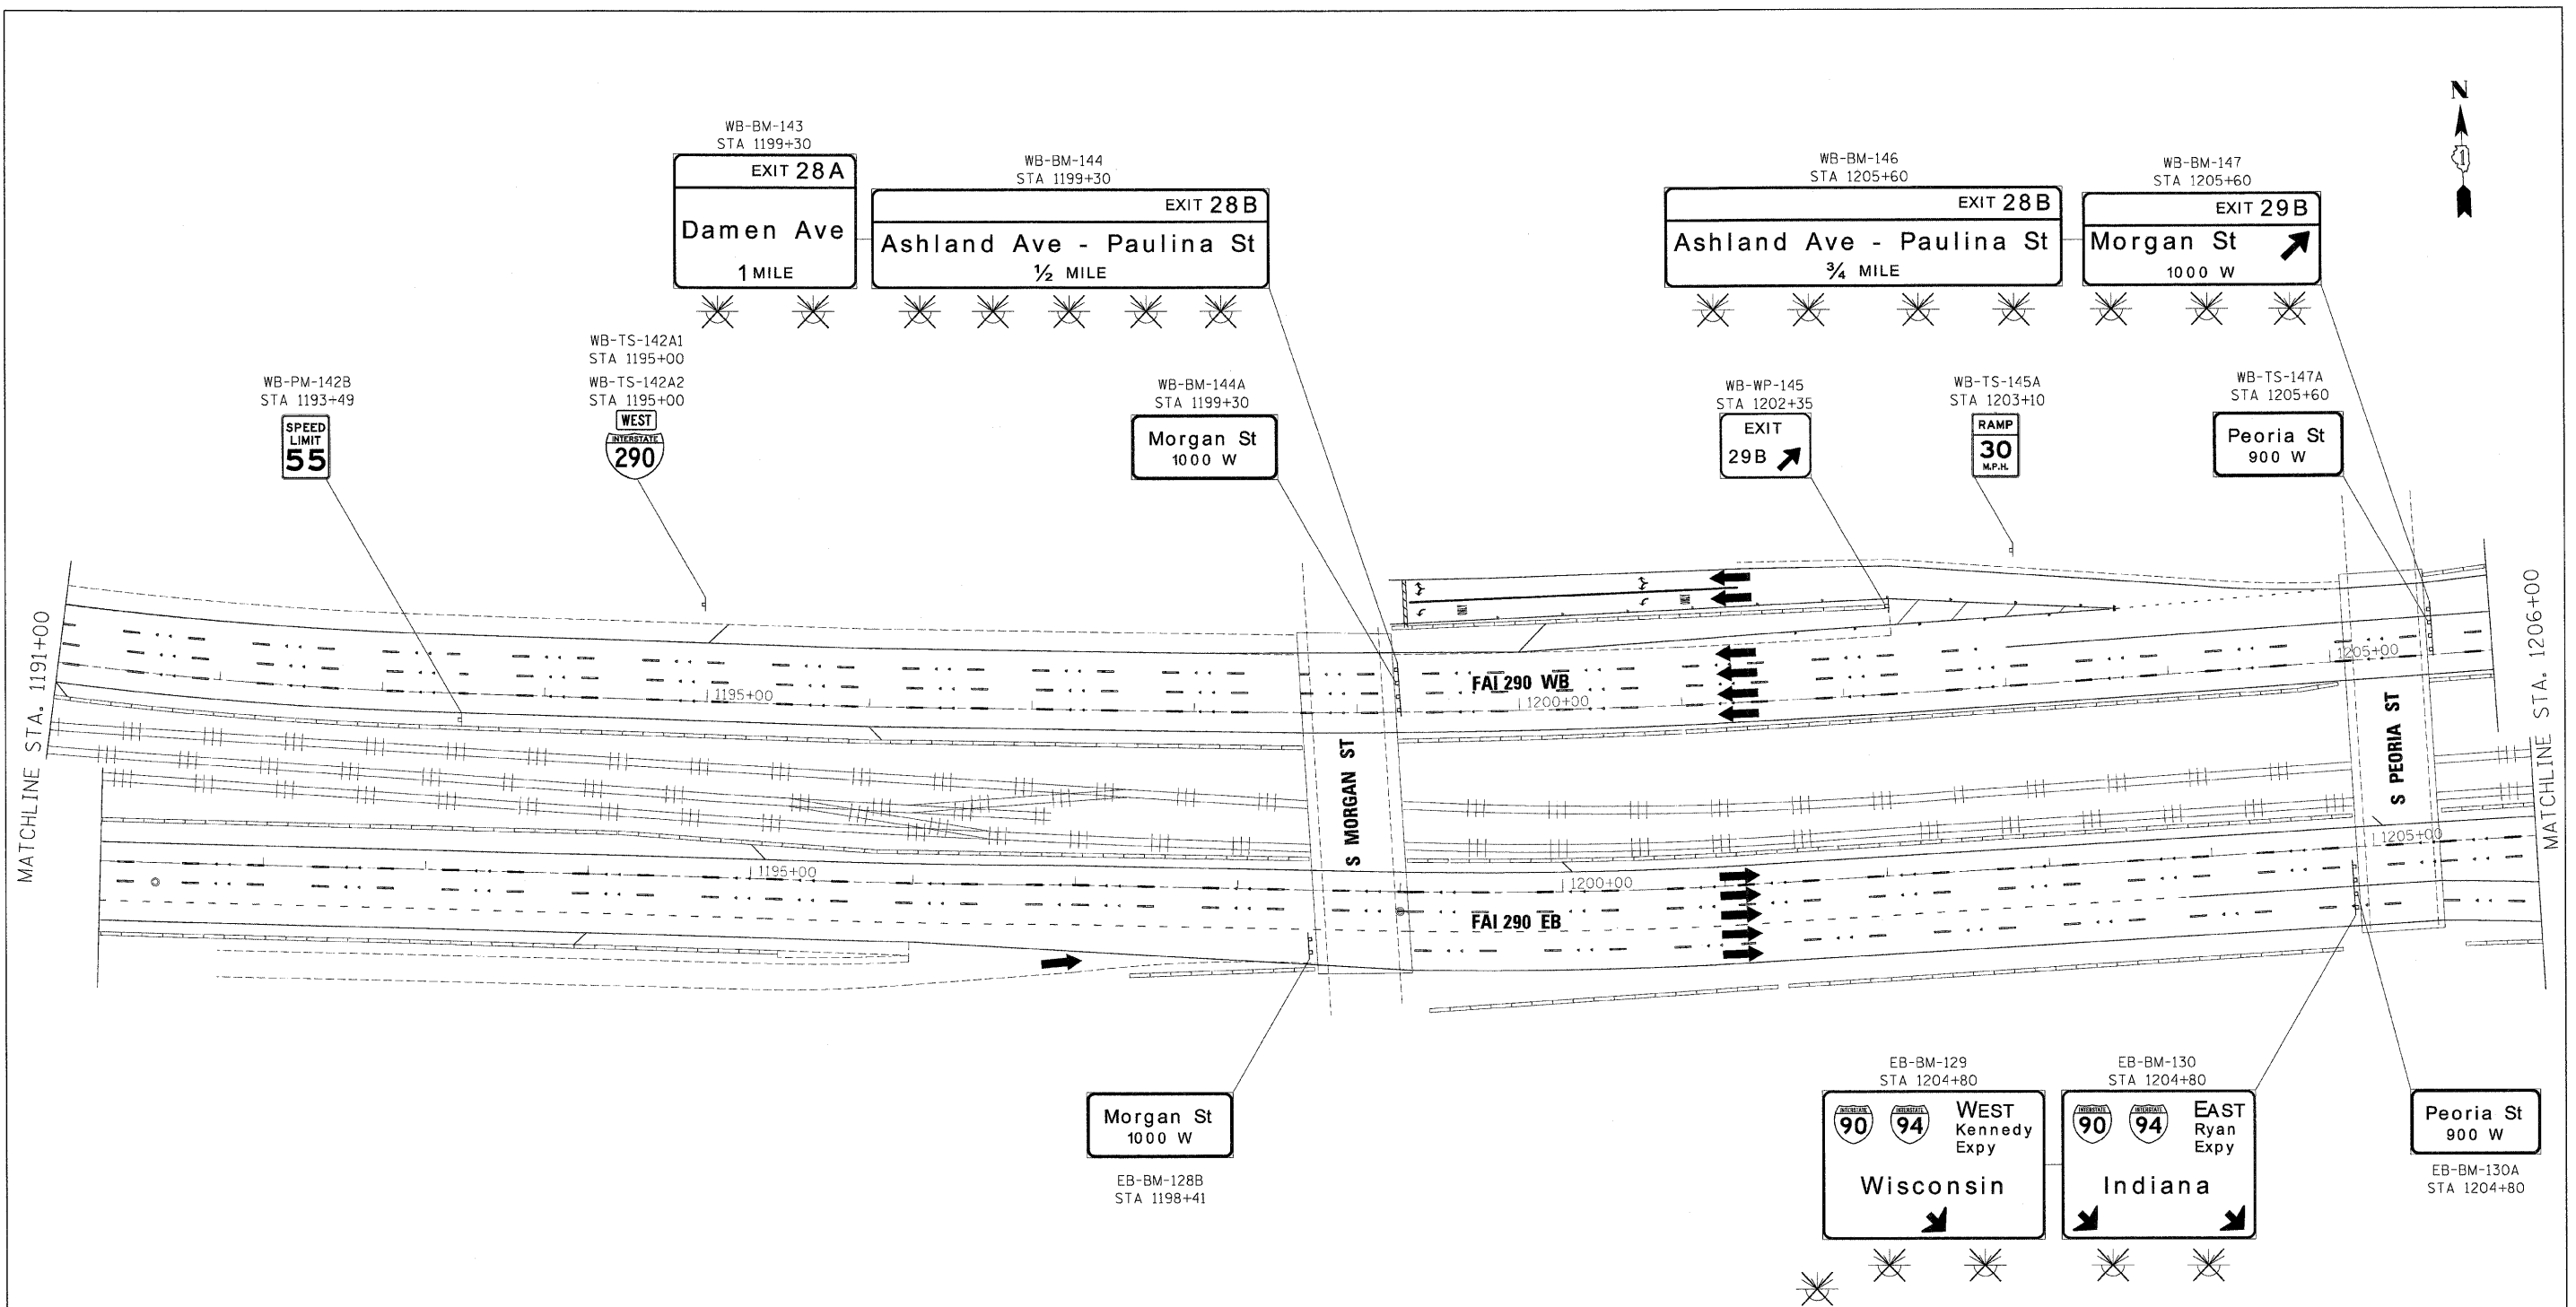 N
WB-BM-143
STA 1199+30
EXIT 28A
Damen Ave
1 MILE
WB-BM-144
STA 1199+30
EXIT 28B
Ashland Ave - Paulina St
½ MILE
WB-BM-146
STA 1205+60
EXIT 28B
Ashland Ave - Paulina St
¾ MILE
WB-BM-147
STA 1205+60
EXIT 29B
Morgan St
1000 W
WB-PM-142B
STA 1193+49
SPEED
LIMIT
55
WB-TS-142A1
STA 1195+00
WB-TS-142A2
STA 1195+00
WEST
INTERSTATE
290
WB-BM-144A
STA 1199+30
Morgan St
1000 W
WB-WP-145
STA 1202+35
EXIT
29B
WB-TS-145A
STA 1203+10
RAMP
30
M.P.H.
WB-TS-147A
STA 1205+60
Peoria St
900 W
MATCHLINE STA. 1191+00
1195+00
FAI 290 WB
1200+00
1205+00
S MORGAN ST
S PEORIA ST
MATCHLINE STA. 1206+00
1195+00
1200+00
1205+00
FAI 290 EB
Morgan St
1000 W
EB-BM-128B
STA 1198+41
EB-BM-129
STA 1204+80
INTERSTATE
90
INTERSTATE
94
WEST
Kennedy
Expy
Wisconsin
EB-BM-130
STA 1204+80
INTERSTATE
90
INTERSTATE
94
EAST
Ryan
Expy
Indiana
Peoria St
900 W
EB-BM-130A
STA 1204+80